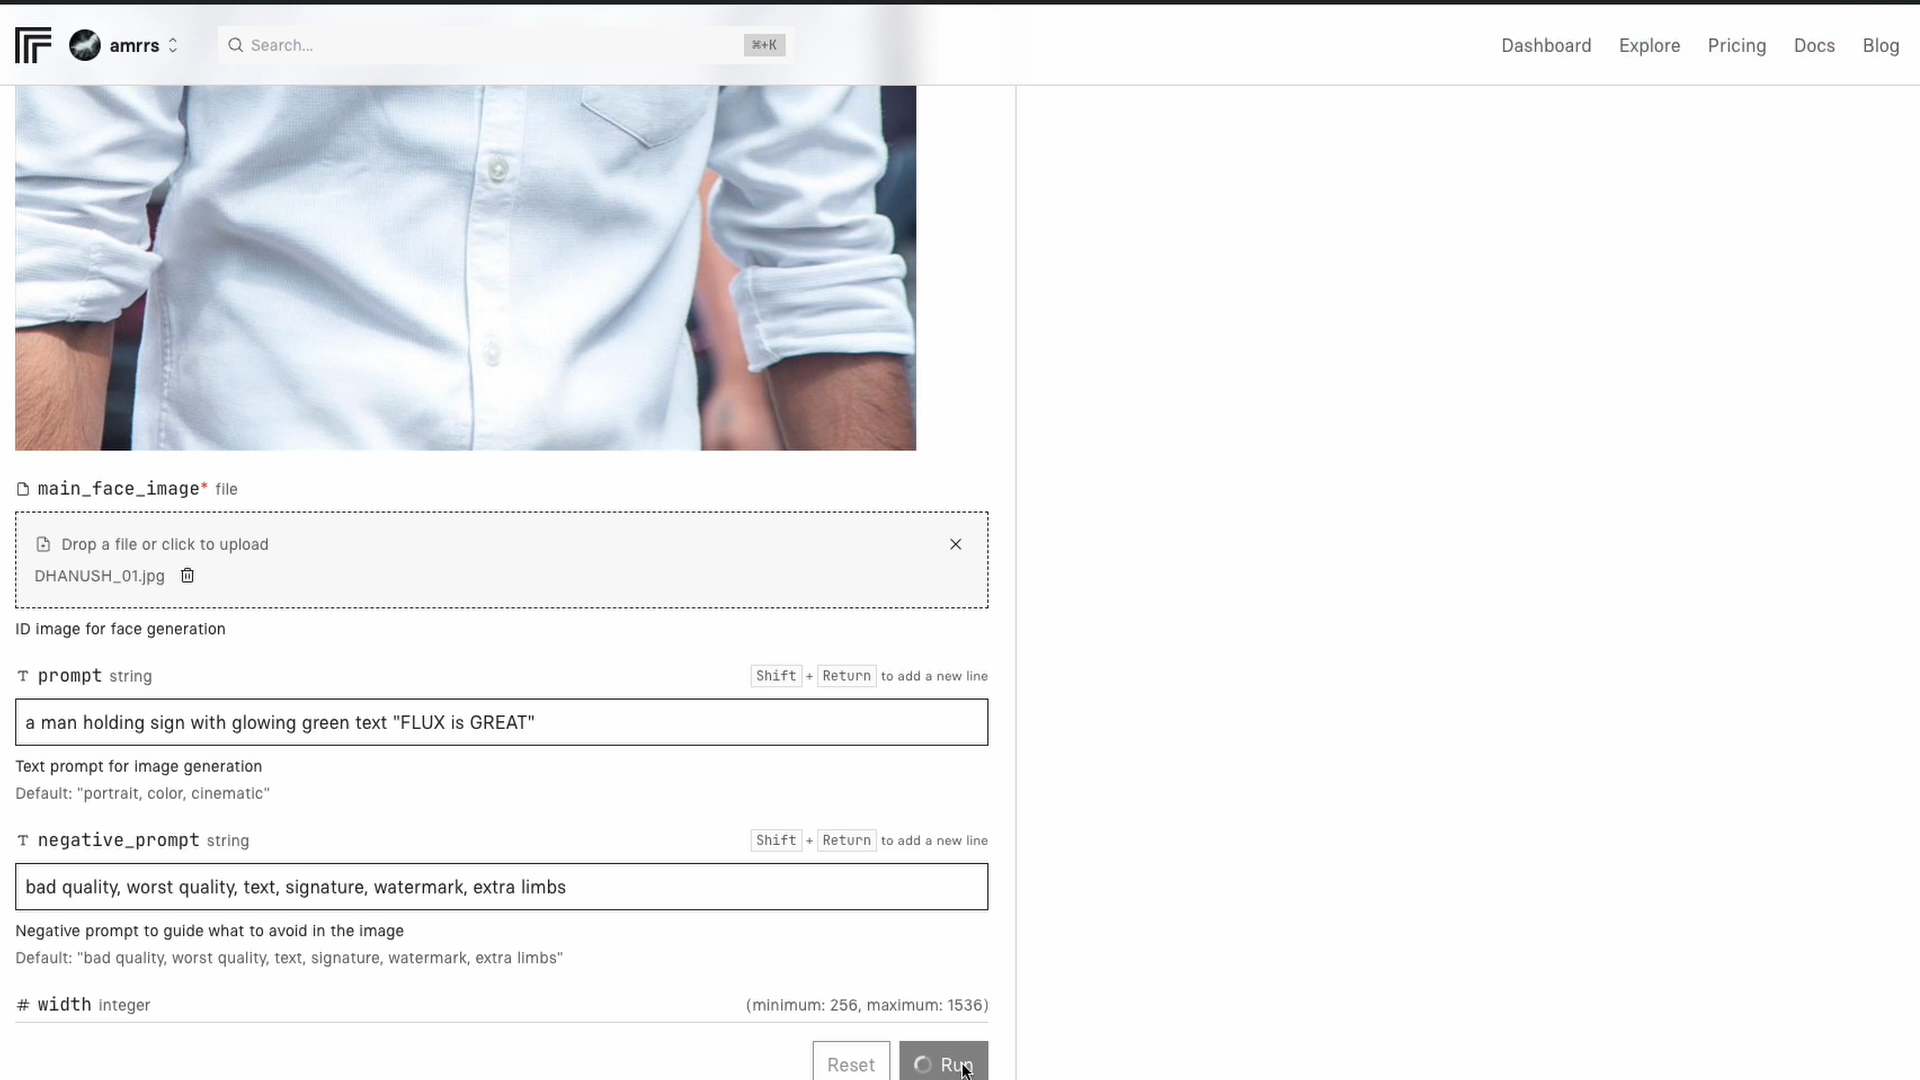 amrrs
Search...
⌘+K
Dashboard
Explore
Pricing
Docs
Blog
main_face_image* file
Drop a file or click to upload
DHANUSH_01.jpg
ID image for face generation
prompt string
Shift + Return to add a new line
a man holding sign with glowing green text "FLUX is GREAT"
Text prompt for image generation
Default: "portrait, color, cinematic"
negative_prompt string
Shift + Return to add a new line
bad quality, worst quality, text, signature, watermark, extra limbs
Negative prompt to guide what to avoid in the image
Default: "bad quality, worst quality, text, signature, watermark, extra limbs"
# width integer
(minimum: 256, maximum: 1536)
Reset
Run